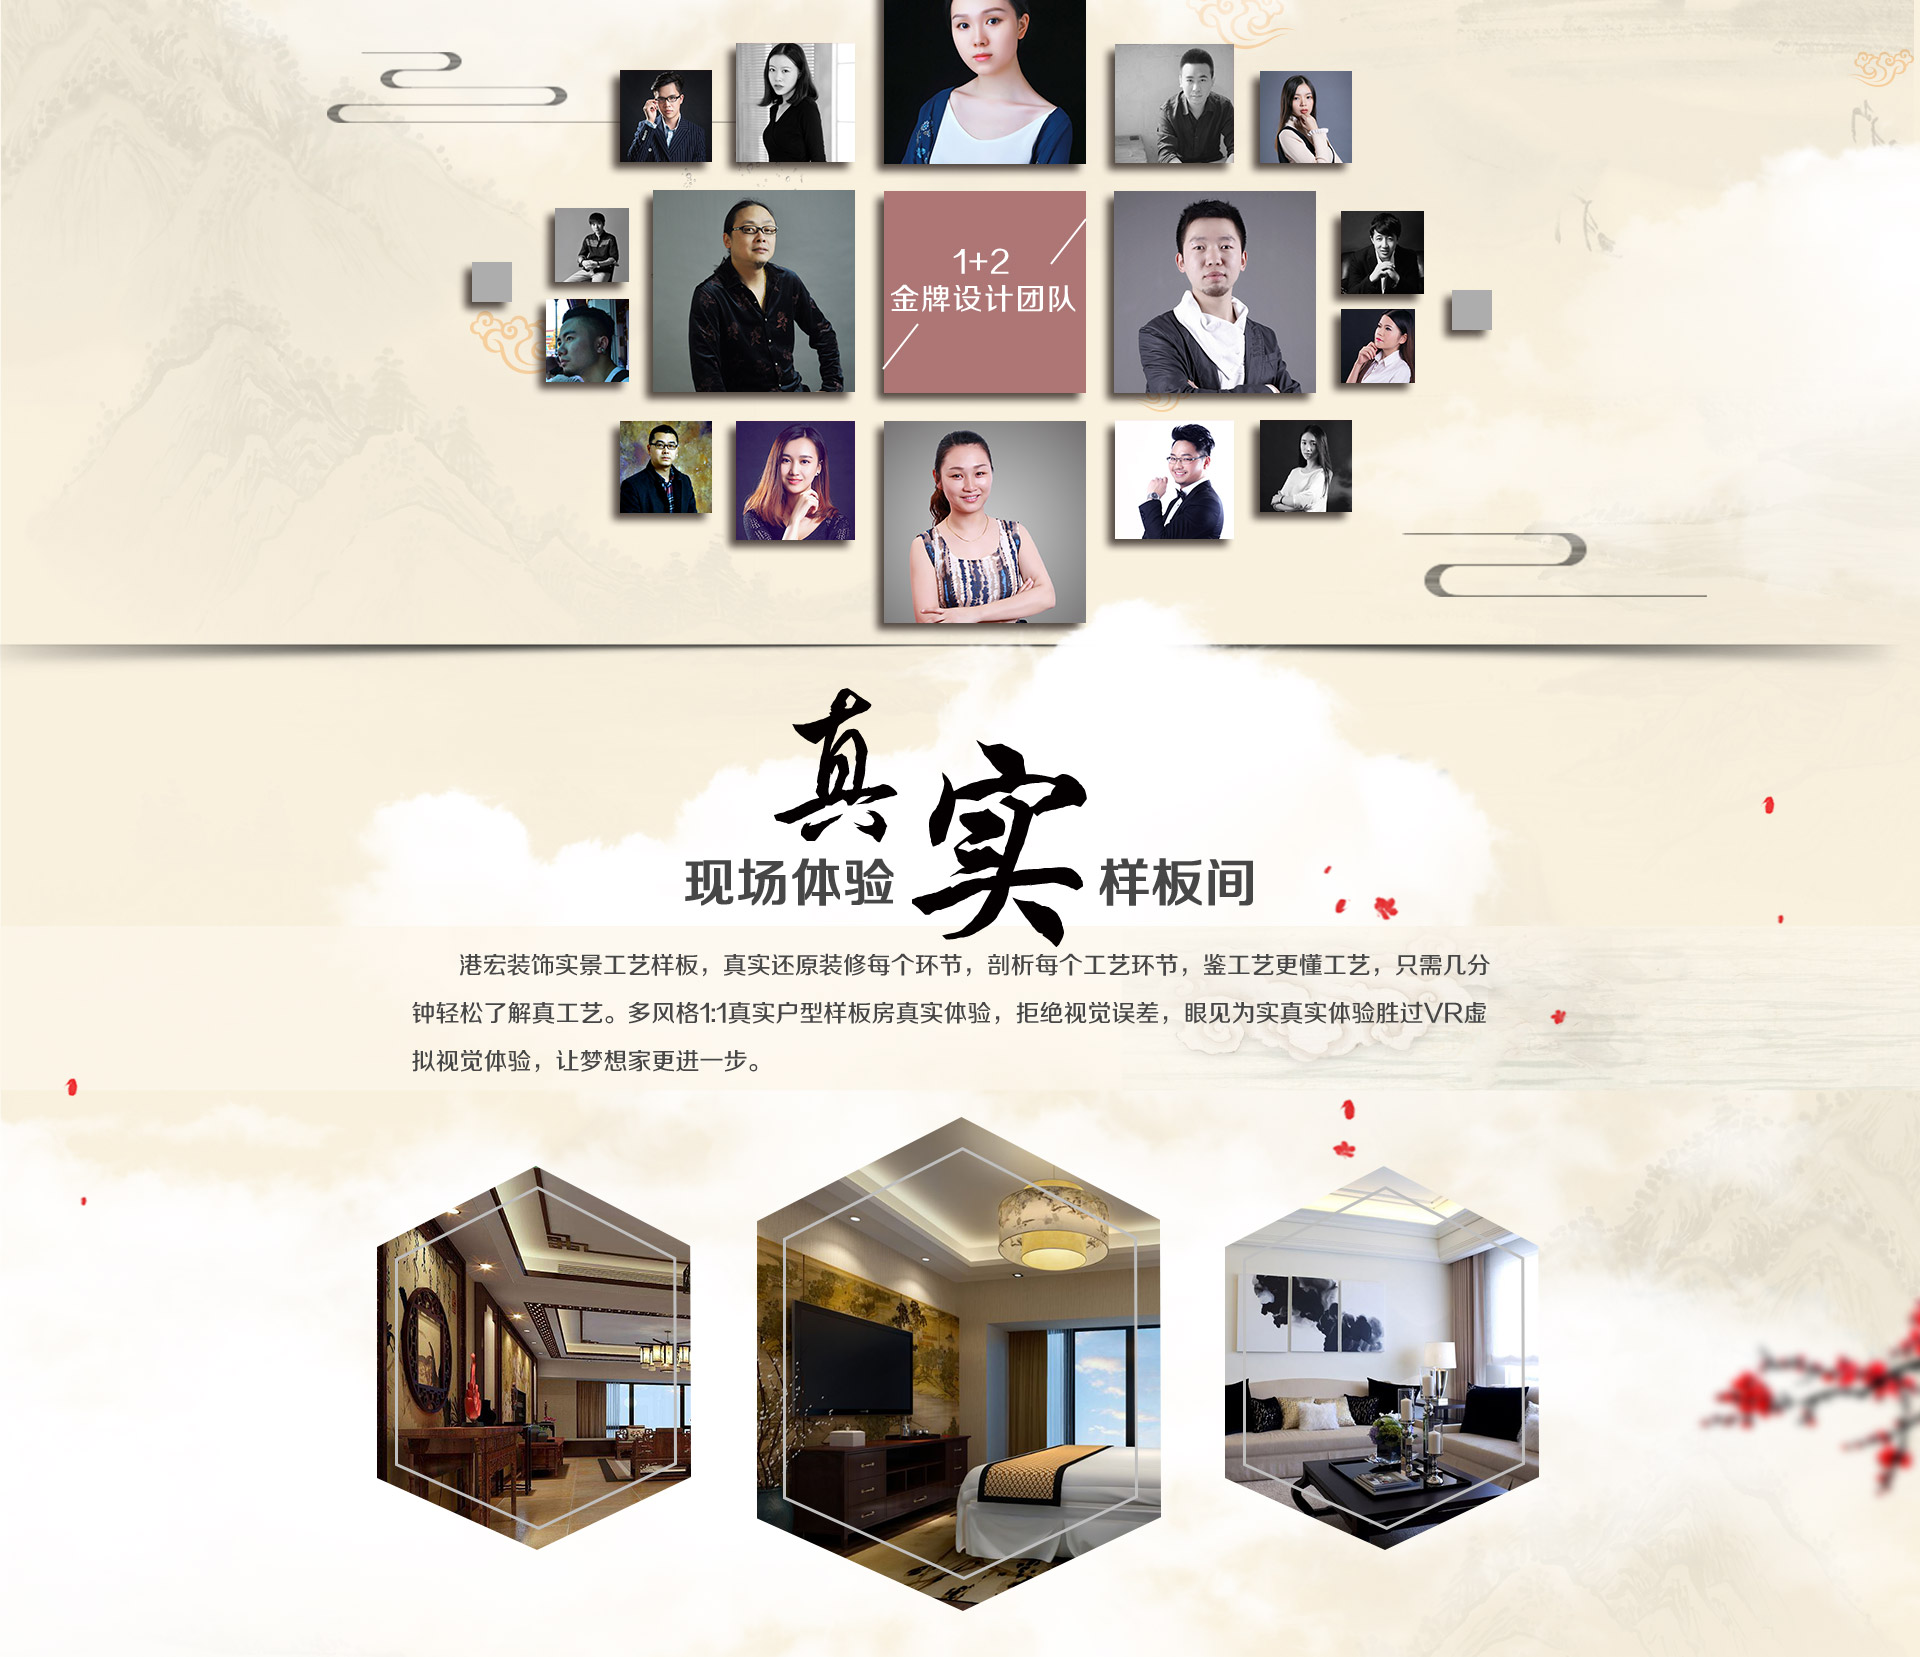 1+2
金牌设计团队
真实
现场体验
样板间
港宏装饰实景工艺样板，真实还原装修每个环节，剖析每个工艺环节，鉴工艺更懂工艺，只需几分
钟轻松了解真工艺。多风格1:1真实户型样板房真实体验，拒绝视觉误差，眼见为实真实体验胜过VR虚
拟视觉体验，让梦想家更进一步。